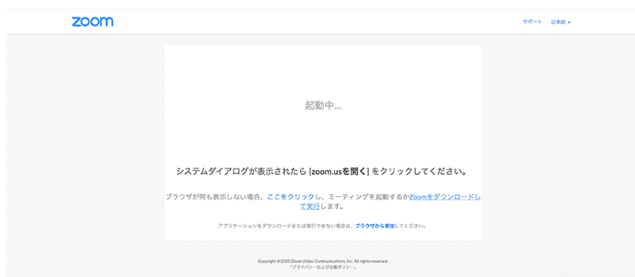 zoom
サポート 日本語
起動中...
システムダイアログが表示されたら [zoom.usを開く] をクリックしてください。
ブラウザが何も表示しない場合、ここをクリックし、ミーティングを起動するかZoomをダウンロードし
て実行します。
アプリケーションをダウンロードまたは実行できない場合は、ブラウザから参加してください。
Copyright ©2020 Zoom Video Communications, Inc. All rights reserved.
「プライバシーおよび法務ポリシー」